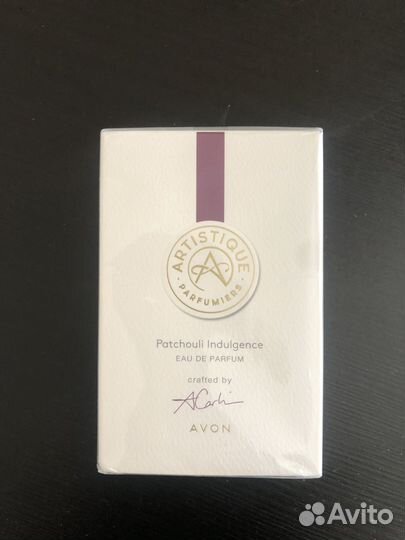 ARTISTIQUE
PARFUMIERS
Patchouli Indulgence
EAU DE PARFUM
crafted by
AVON
Avito